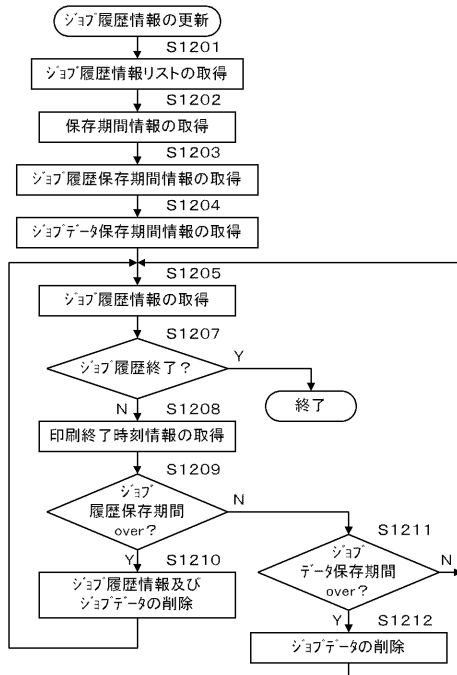 ジョブ履歴情報の更新
S1201
ジョブ履歴情報リストの取得
S1202
保存期間情報の取得
S1203
ジョブ履歴保存期間情報の取得
S1204
ジョブデータ保存期間情報の取得
S1205
ジョブ履歴情報の取得
S1207
ジョブ履歴終了？
Y
終了
N
S1208
印刷終了時刻情報の取得
S1209
ジョブ
履歴保存期間
over？
N
Y
S1210
ジョブ履歴情報及び
ジョブデータの削除
S1211
ジョブ
データ保存期間
over？
N
Y
S1212
ジョブデータの削除